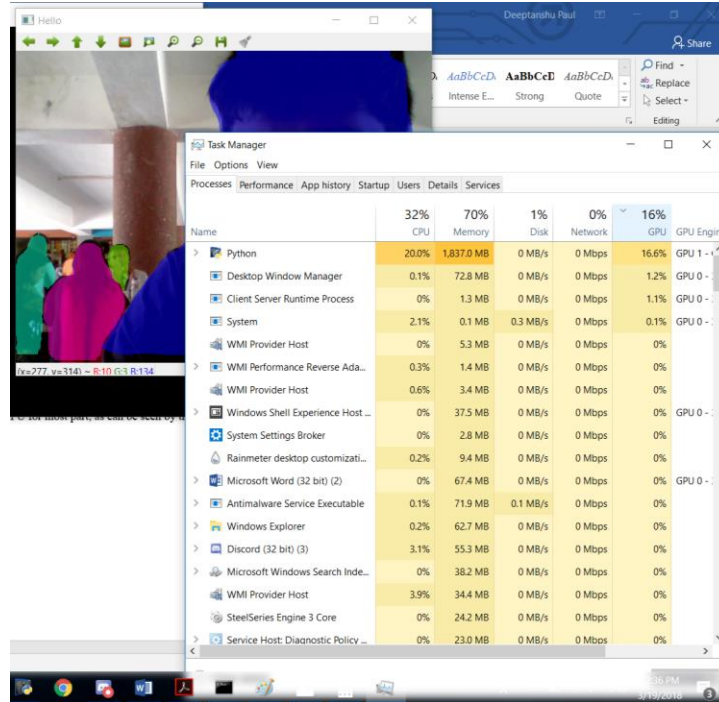 Hello
Deeptanshu Paul
Share
AaBbCcD AaBbCcD AaBbCcD
Intense E... Strong Quote
Find
Replace
Select
Editing
(x=277, y=314) ~ R:10 G:3 B:134
for most part, as can be seen by
Task Manager
File Options View
Processes Performance App history Startup Users Details Services
32% 70% 1% 0% 16%
Name CPU Memory Disk Network GPU GPU Engin
Python 20.0% 1,837.0 MB 0 MB/s 0 Mbps 16.6% GPU 1 -
Desktop Window Manager 0.1% 72.8 MB 0 MB/s 0 Mbps 1.2% GPU 0 -
Client Server Runtime Process 0% 1.3 MB 0 MB/s 0 Mbps 1.1% GPU 0 -
System 2.1% 0.1 MB 0.3 MB/s 0 Mbps 0.1% GPU 0 -
WMI Provider Host 0% 5.3 MB 0 MB/s 0 Mbps 0%
WMI Performance Reverse Ada... 0.3% 1.4 MB 0 MB/s 0 Mbps 0%
WMI Provider Host 0.6% 3.4 MB 0 MB/s 0 Mbps 0%
Windows Shell Experience Host ... 0% 37.5 MB 0 MB/s 0 Mbps 0% GPU 0 -
System Settings Broker 0% 2.8 MB 0 MB/s 0 Mbps 0%
Rainmeter desktop customizati... 0.2% 9.4 MB 0 MB/s 0 Mbps 0%
Microsoft Word (32 bit) (2) 0% 67.4 MB 0 MB/s 0 Mbps 0% GPU 0 -
Antimalware Service Executable 0.1% 71.9 MB 0.1 MB/s 0 Mbps 0%
Windows Explorer 0.2% 62.7 MB 0 MB/s 0 Mbps 0%
Discord (32 bit) (3) 3.1% 55.3 MB 0 MB/s 0 Mbps 0%
Microsoft Windows Search Inde... 0% 38.2 MB 0 MB/s 0 Mbps 0%
WMI Provider Host 3.9% 34.4 MB 0 MB/s 0 Mbps 0%
SteelSeries Engine 3 Core 0% 24.2 MB 0 MB/s 0 Mbps 0%
Service Host: Diagnostic Policy ... 0% 23.0 MB 0 MB/s 0 Mbps 0%
:36 PM
3/19/2018
3